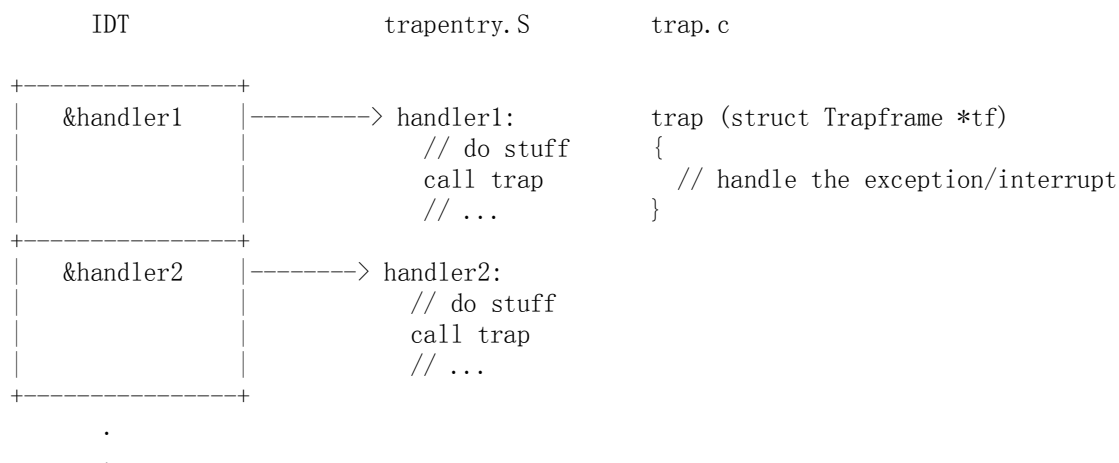 IDT trapentry.S trap.c
+----------------+
| &handler1 |---------> handler1: trap (struct Trapframe *tf)
| | // do stuff {
| | call trap // handle the exception/interrupt
| | // ... }
+----------------+
| &handler2 |--------> handler2:
| | // do stuff
| | call trap
| | // ...
+----------------+
.